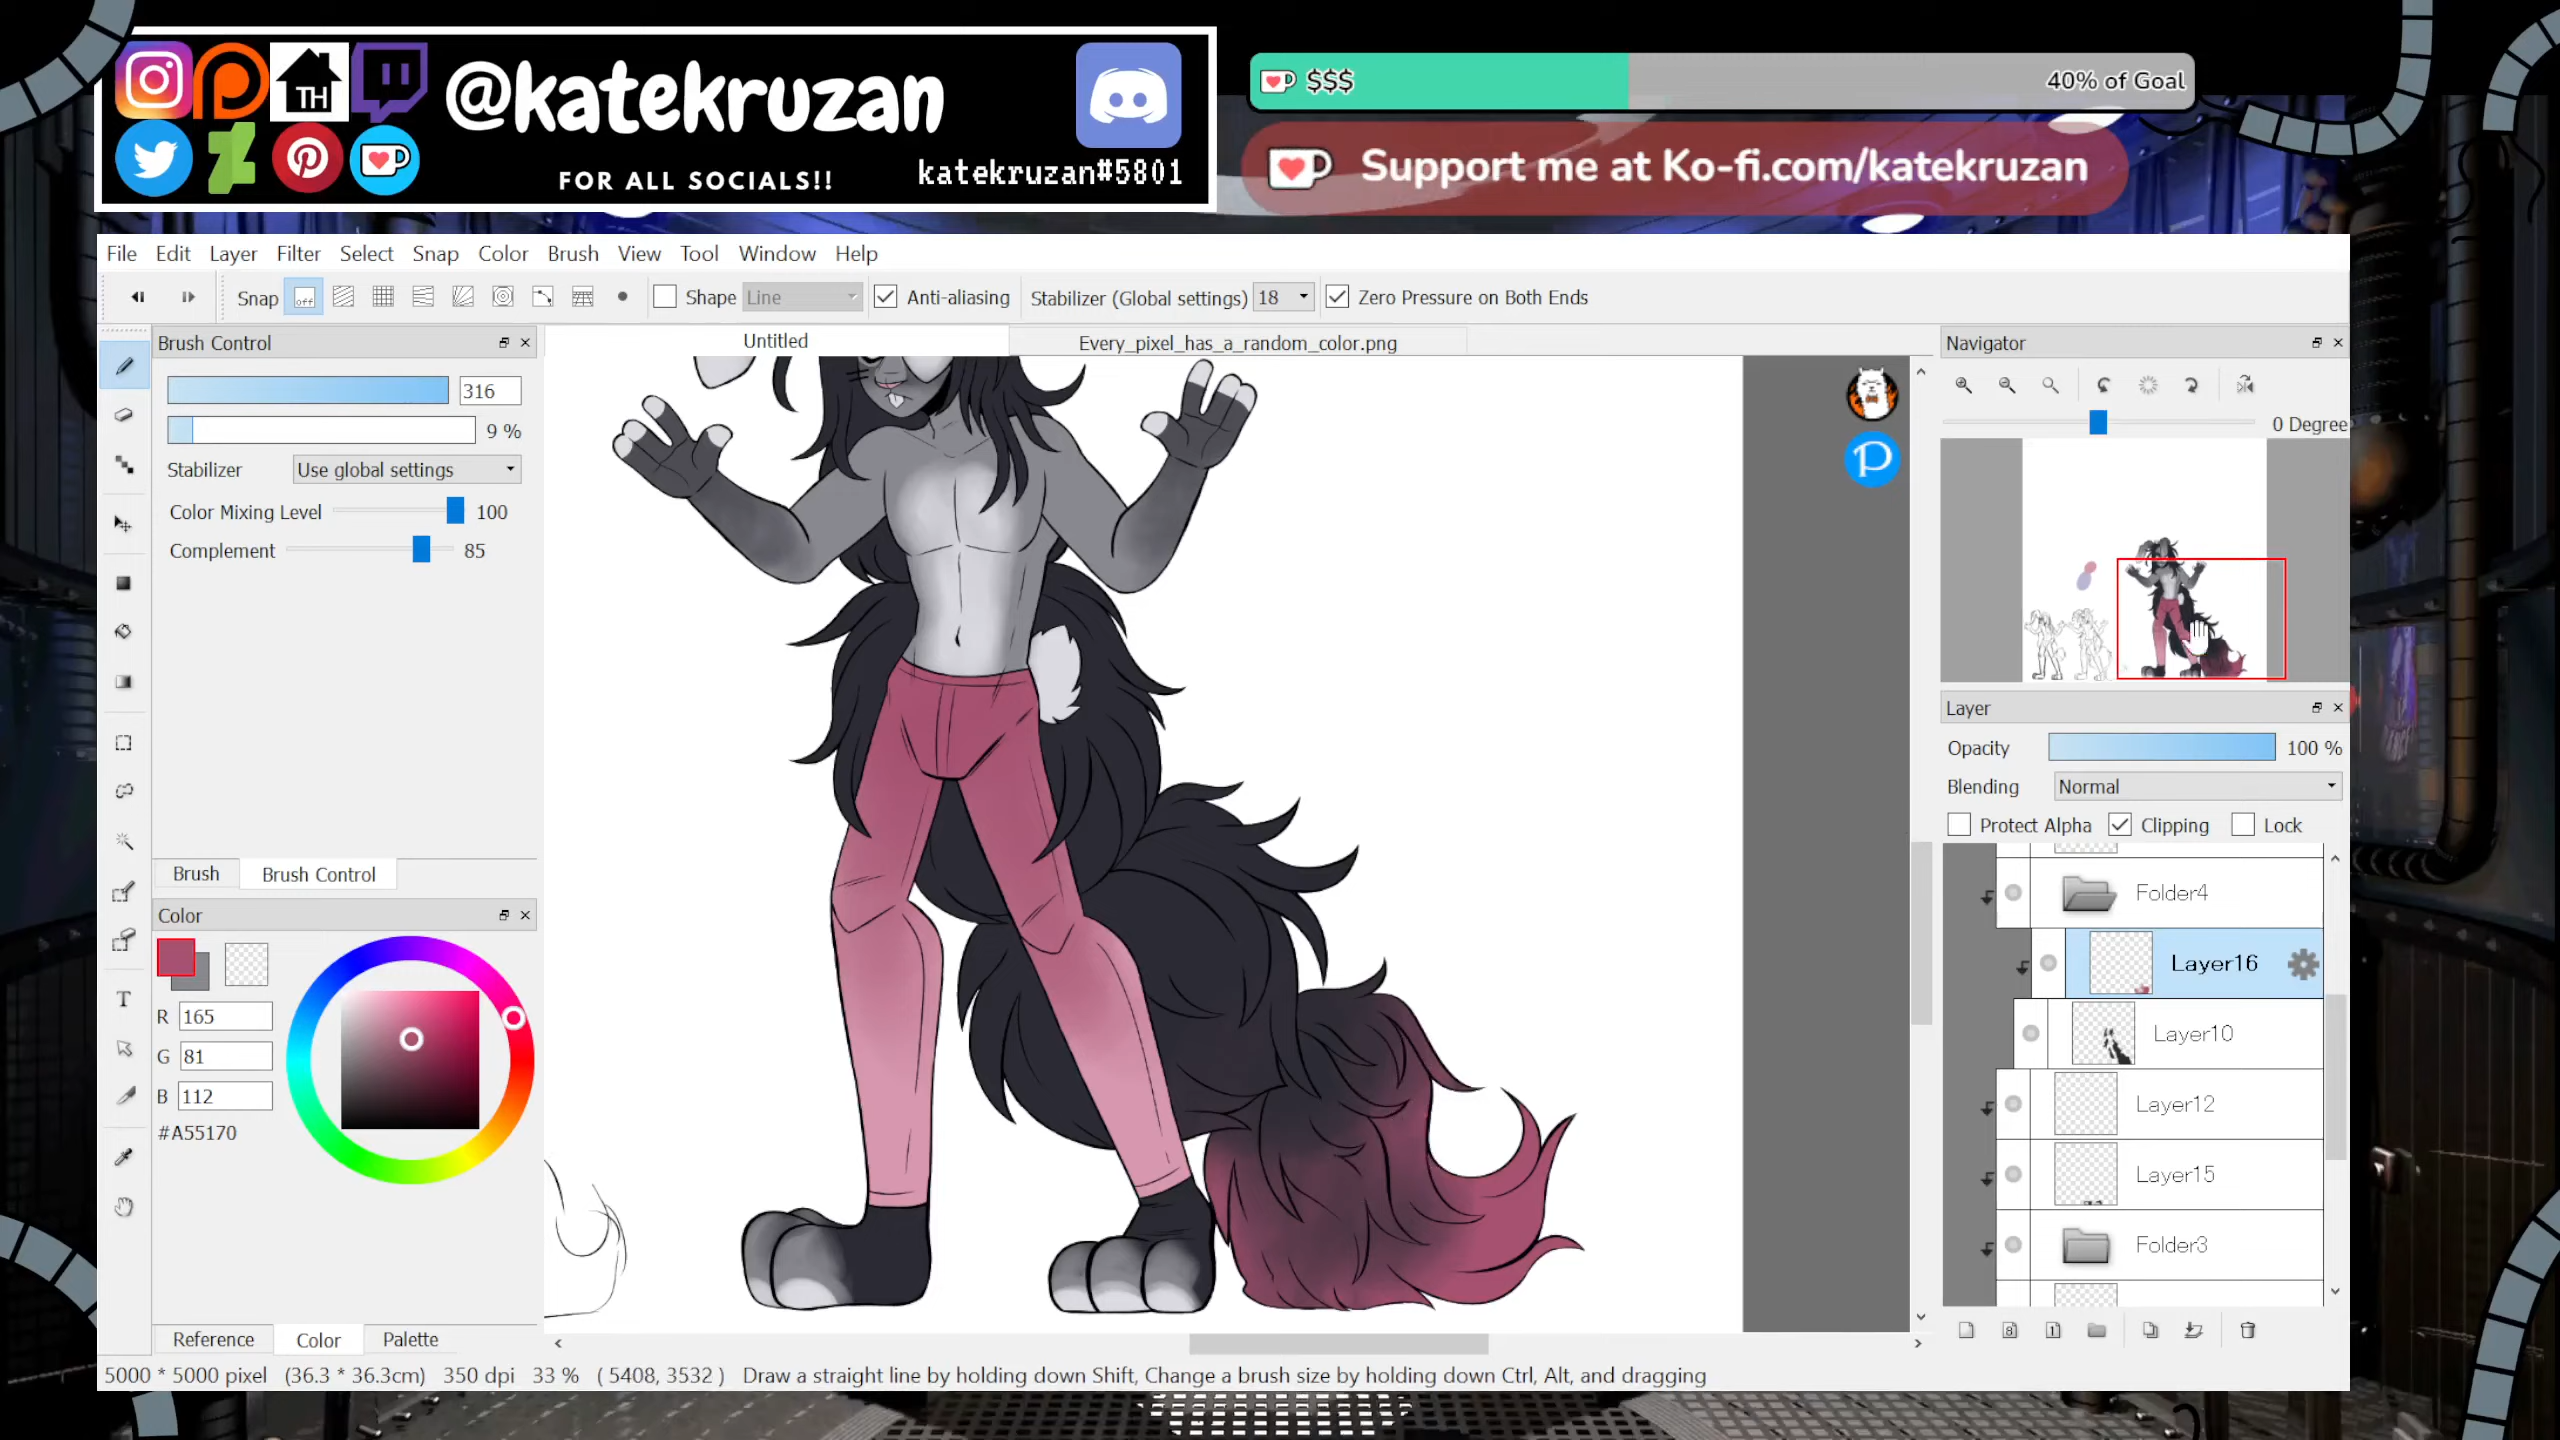 @katekruzan
FOR ALL SOCIALS!!
katekruzan#5801
TH
$$$
40% of Goal
Support me at Ko-fi.com/katekruzan
File Edit Layer Filter Select Snap Color Brush View Tool Window Help
Snap off Shape Line Anti-aliasing Stabilizer (Global settings) 18 Zero Pressure on Both Ends
Brush Control
316
9 %
Stabilizer Use global settings
Color Mixing Level 100
Complement 85
Brush Brush Control
Color
R 165
G 81
B 112
#A55170
Reference Color Palette
Untitled Every_pixel_has_a_random_color.png
P
Navigator
0 Degree
Layer
Opacity 100 %
Blending Normal
Protect Alpha Clipping Lock
Folder4
Layer16
Layer10
Layer12
Layer15
Folder3
8 1
T
5000 * 5000 pixel (36.3 * 36.3cm) 350 dpi 33 % ( 5408, 3532 ) Draw a straight line by holding down Shift, Change a brush size by holding down Ctrl, Alt, and dragging